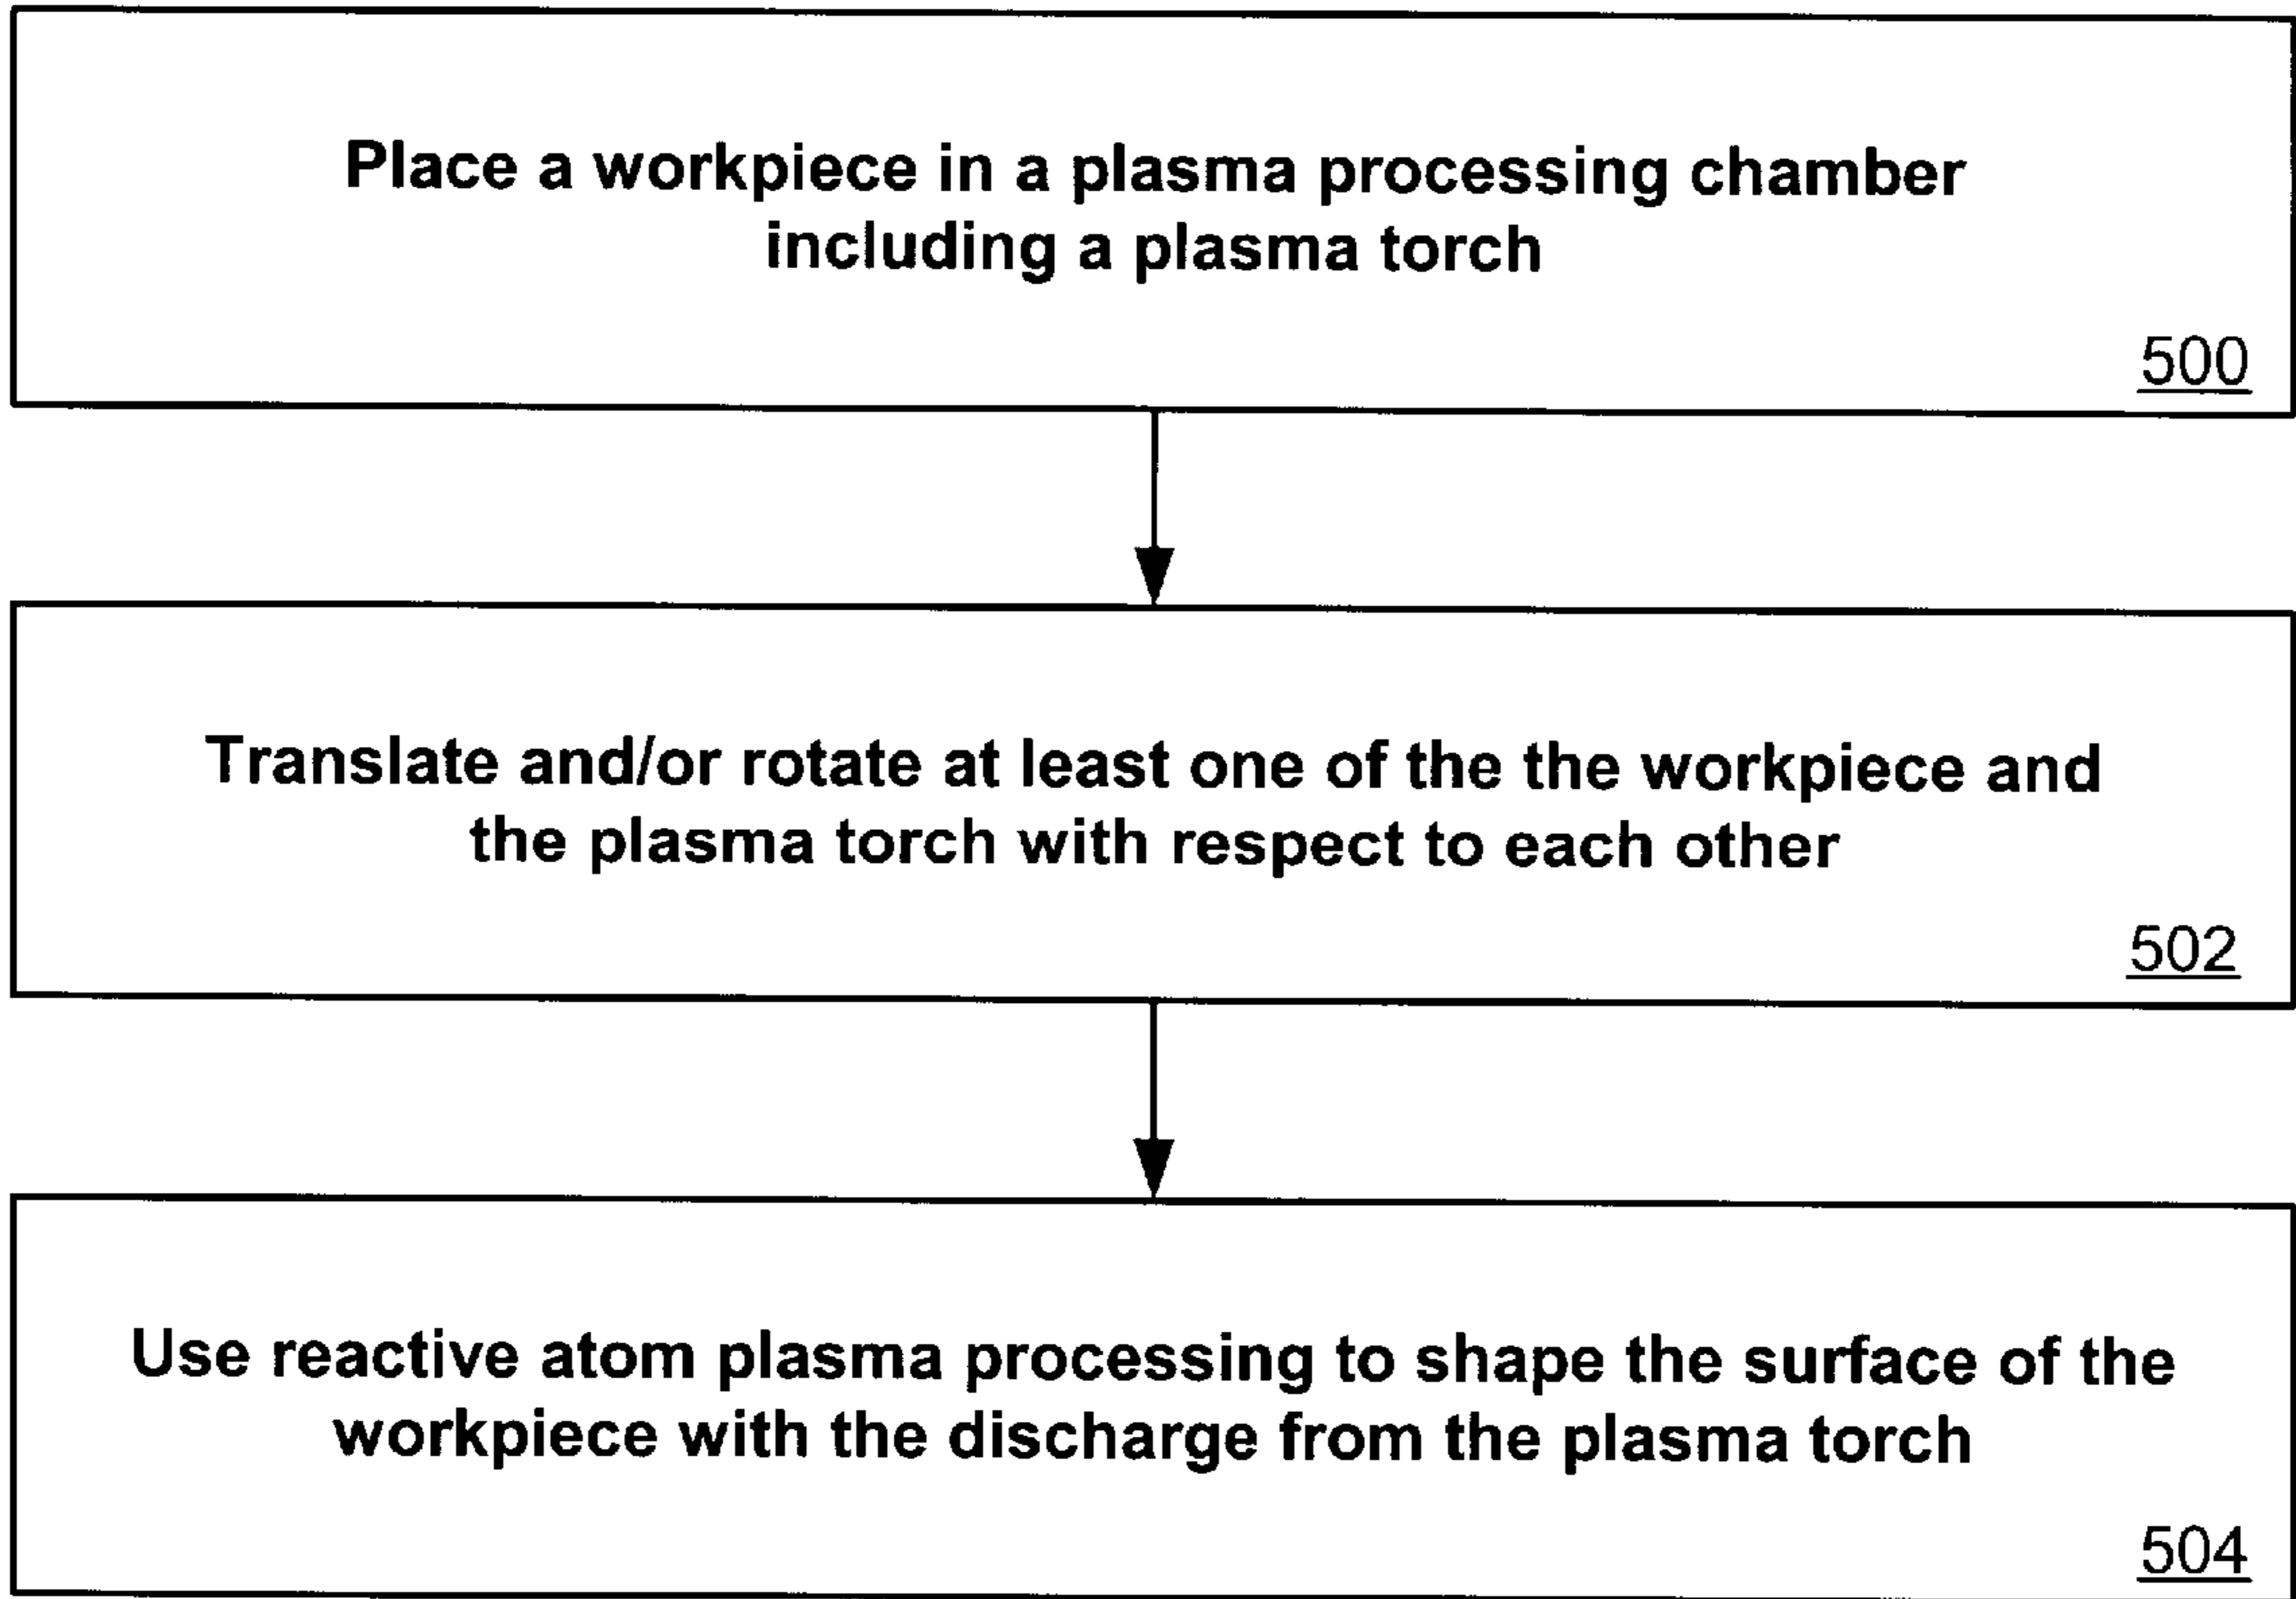 Place a workpiece in a plasma processing chamber
including a plasma torch
500
Translate and/or rotate at least one of the the workpiece and
the plasma torch with respect to each other
502
Use reactive atom plasma processing to shape the surface of the
workpiece with the discharge from the plasma torch
504